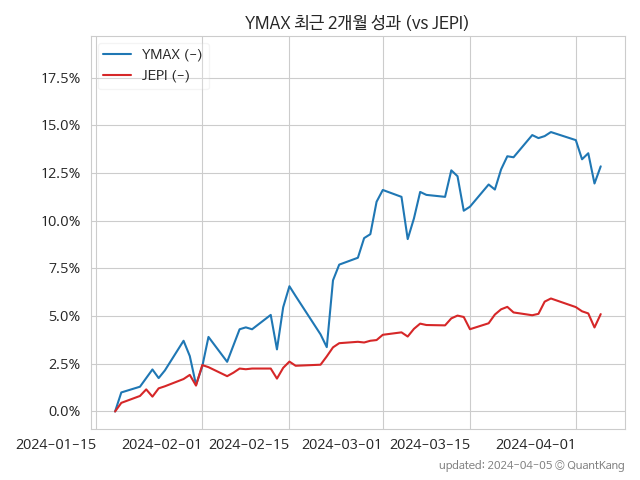 YMAX 최근 2개월 성과 (vs JEPI)
YMAX (-)
JEPI (-)
17.5%
15.0%
12.5%
10.0%
7.5%
5.0%
2.5%
0.0%
2024-01-15 2024-02-01 2024-02-15 2024-03-01 2024-03-15 2024-04-01
updated: 2024-04-05 © QuantKang